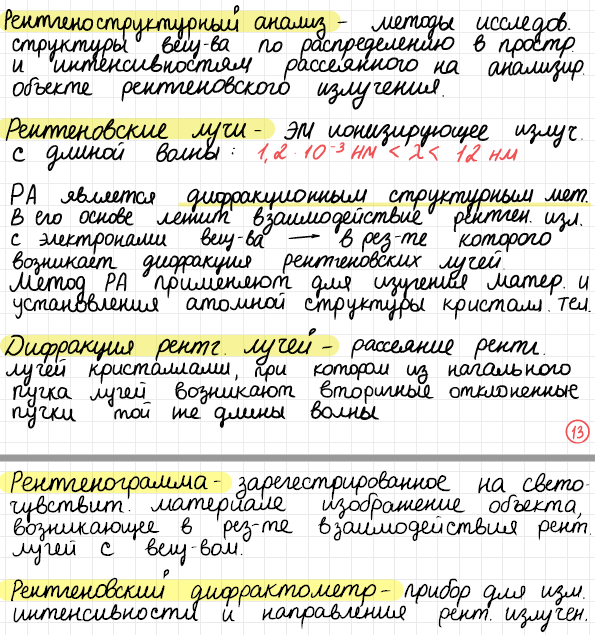 Рентгеноструктурный анализ - методы исследов.
структуры вещ-ва по распределению в простр.
и интенсивностям рассеянного на анализир.
объекте рентгеновского излучения.
Рентгеновские лучи - ЭМ ионизирующее излуч.
с длиной волны: 1,2 · 10⁻³ нм < λ < 12 нм
РА является дифракционным структурным мет.
В его основе лежит взаимодействие рентген. изл.
с электронами вещ-ва → в рез-те которого
возникает дифракция рентгеновских лучей.
Метод РА применяют для изучения матер. и
установления атомной структуры кристалл. тел.
Дифракция рентг. лучей - рассеяние рентг.
лучей кристаллами, при котором из начального
пучка лучей возникают вторичные отклоненные
пучки той же длины волны
13
Рентгенограмма - зарегестрированное на свето-
чувствит. материале изображение объекта,
возникающее в рез-те взаимодействия рент.
лучей с вещ-вом.
Рентгеновский дифрактометр - прибор для изм.
интенсивности и направления рент. излучен.